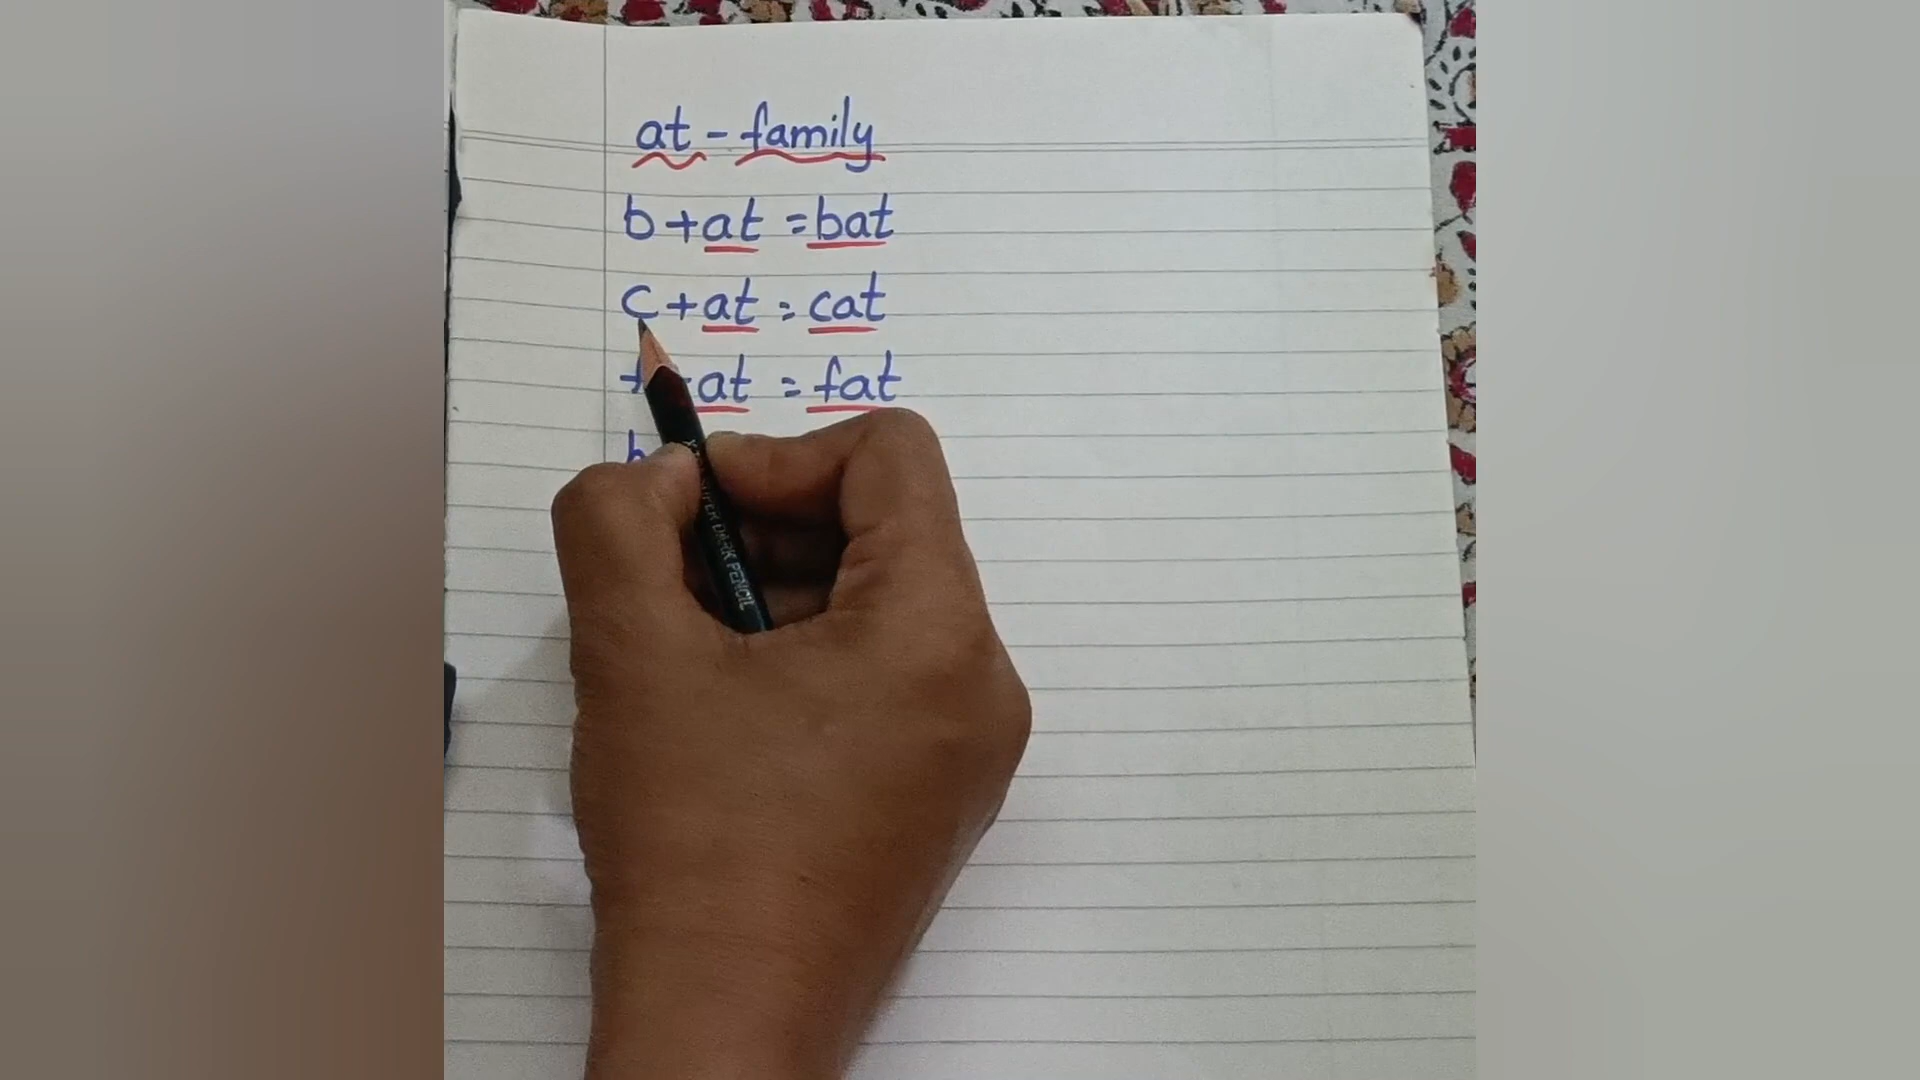 at - family
b + at = bat
c + at = cat
f + at = fat
h
SUPER DARK PENCIL